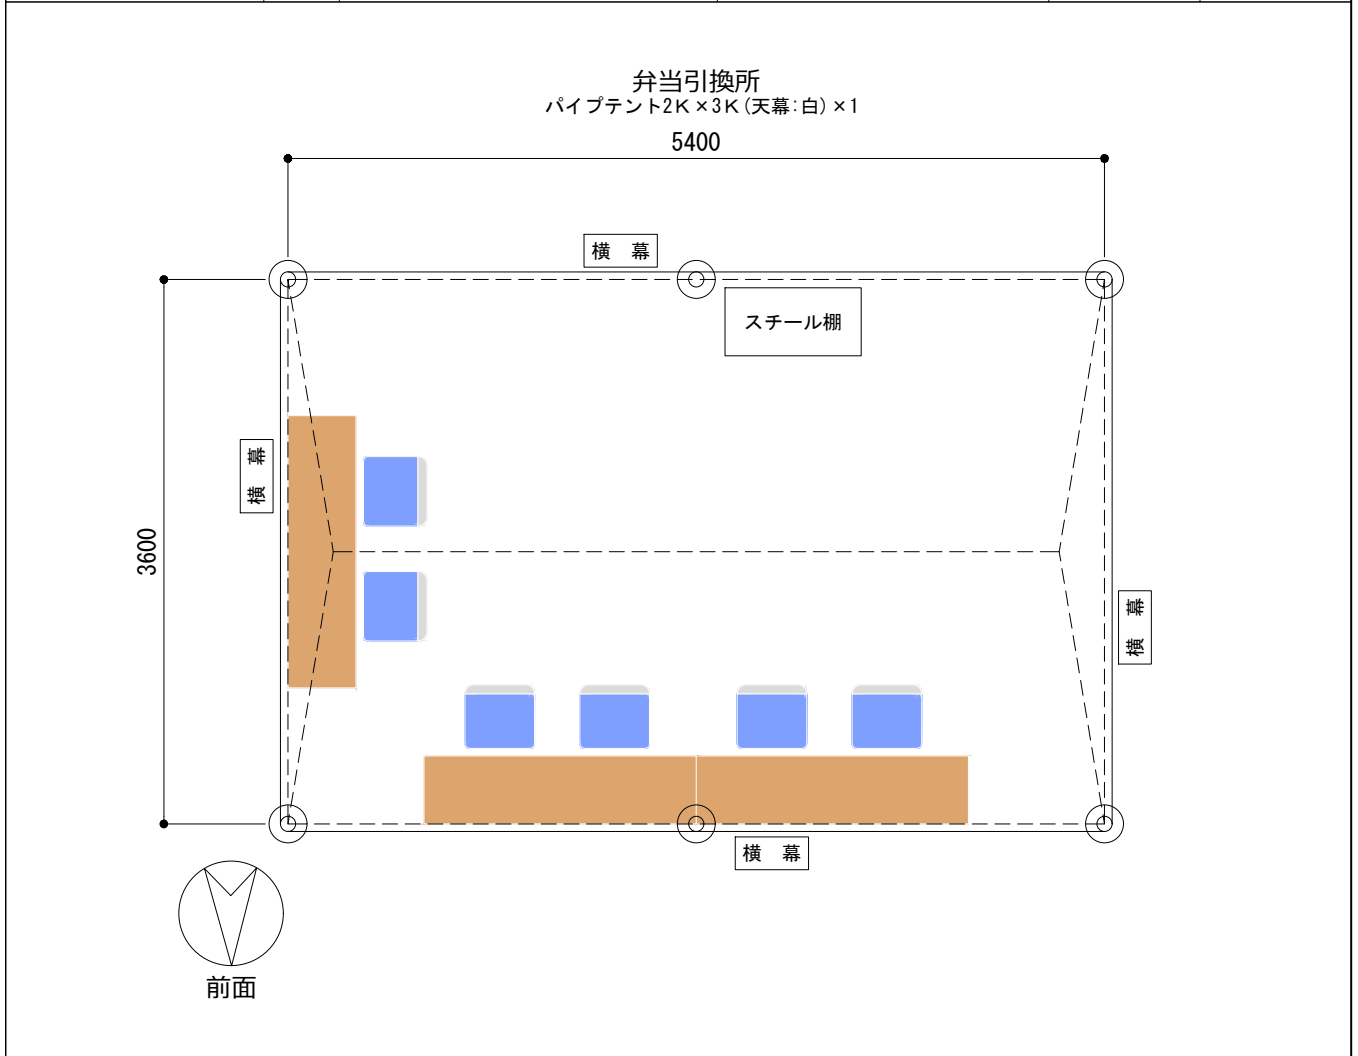 弁当引換所
パイプテント2K×3K(天幕:白)×1
5400
横　幕
スチール棚
横　幕
3600
横　幕
横　幕
前面